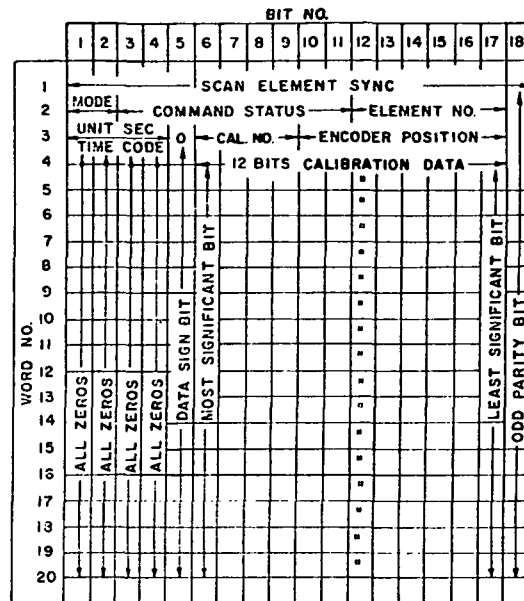 BIT NO.
1 2 3 4 5 6 7 8 9 10 11 12 13 14 15 16 17 18
WORD NO.
1 SCAN ELEMENT SYNC
2 MODE COMMAND STATUS ELEMENT NO.
3 UNIT SEC TIME CODE 0 CAL. NO. ENCODER POSITION
4 12 BITS CALIBRATION DATA
5
6
7
8
9
10
11
12
13
14
15
16
17
18
19
20
ALL ZEROS
ALL ZEROS
ALL ZEROS
ALL ZEROS
DATA SIGN BIT
MOST SIGNIFICANT BIT
LEAST SIGNIFICANT BIT
ODD PARITY BIT